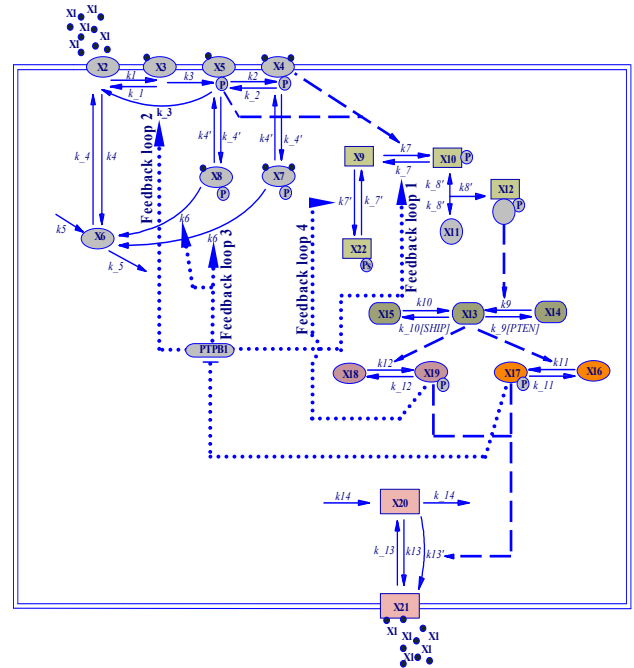 X1 X1
X1 X1
X1
X2 k1 X3 k3 X5 k2 X4
k_1 P k_2 P
k_3
k_4 k4 k4' k_4' k4' k_4'
Feedback loop 2
X8 P X7 P
k5 X6 k_5
k6 k6
Feedback loop 3
PTPB1
Feedback loop 4
k7
X9 k_7 X10 P
k7' k_7'
X22 Ps
Feedback loop 1
k_8' k8' X12 P
k_8'
X11
X15 k10 X13 k9 X14
k_10[SHIP] k_9[PTEN]
X18 k12 X19 X17 k11 X16
k_12 P P k_11
k14 X20 k_14
k_13 k13 k13'
X21
X1 X1
X1
X1 X1